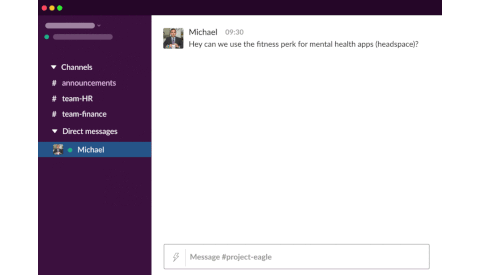 Michael 09:30
Hey can we use the fitness perk for mental health apps (headspace)?
Channels
# announcements
# team-HR
# team-finance
Direct messages
Michael
Message #project-eagle